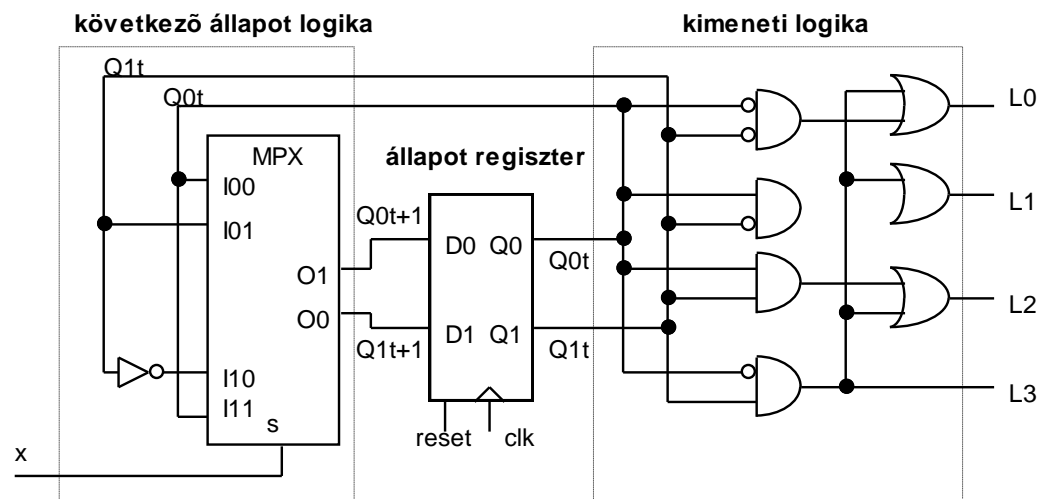 következõ állapot logika
kimeneti logika
Q1t
Q0t
MPX
I00
I01
O1
O0
I10
I11
s
x
állapot regiszter
Q0t+1
Q1t+1
D0 Q0
D1 Q1
Q0t
Q1t
reset
clk
L0
L1
L2
L3